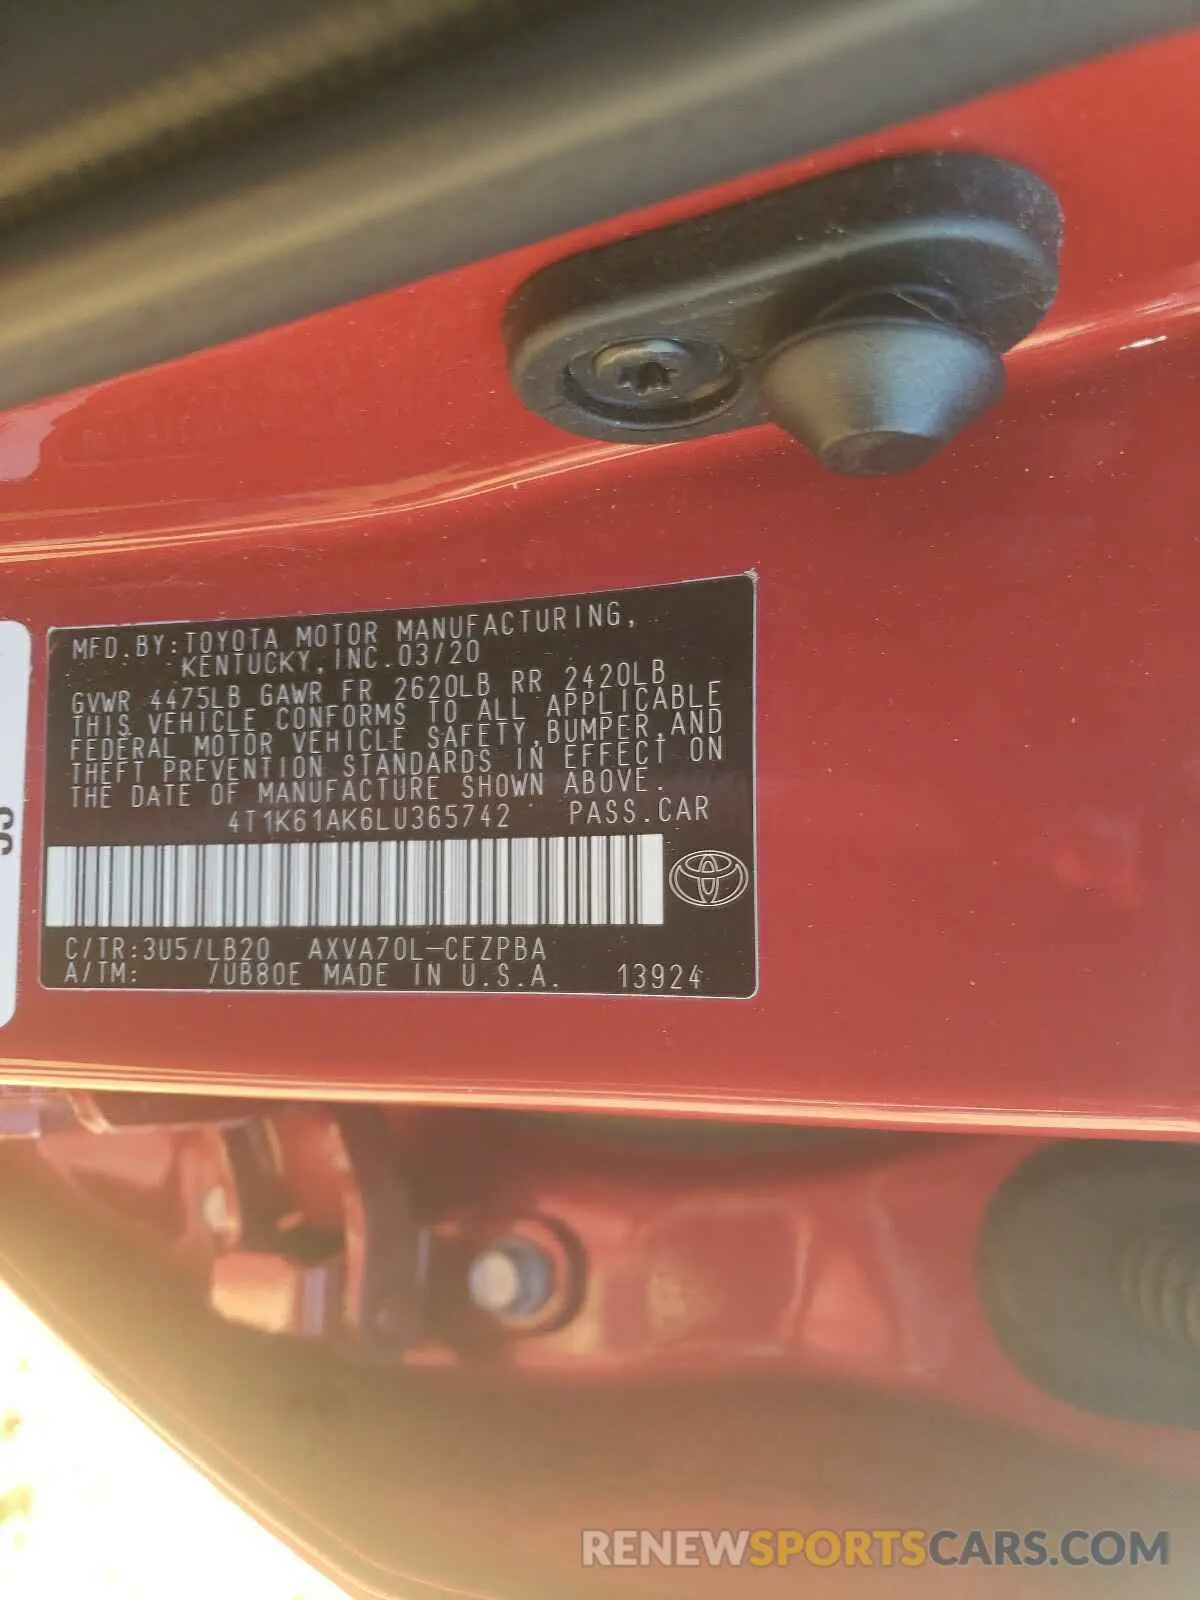 MFD.BY:TOYOTA MOTOR MANUFACTURING,
KENTUCKY,INC.03/20
GVWR 4475LB GAWR FR 2620LB RR 2420LB
THIS VEHICLE CONFORMS TO ALL APPLICABLE
FEDERAL MOTOR VEHICLE SAFETY,BUMPER,AND
THEFT PREVENTION STANDARDS IN EFFECT ON
THE DATE OF MANUFACTURE SHOWN ABOVE.
4T1K61AK6LU365742 PASS.CAR
C/TR:3U5/LB20 AXVA70L-CEZPBA
A/TM: /UB80E MADE IN U.S.A. 13924
RENEWSPORTSCARS.COM